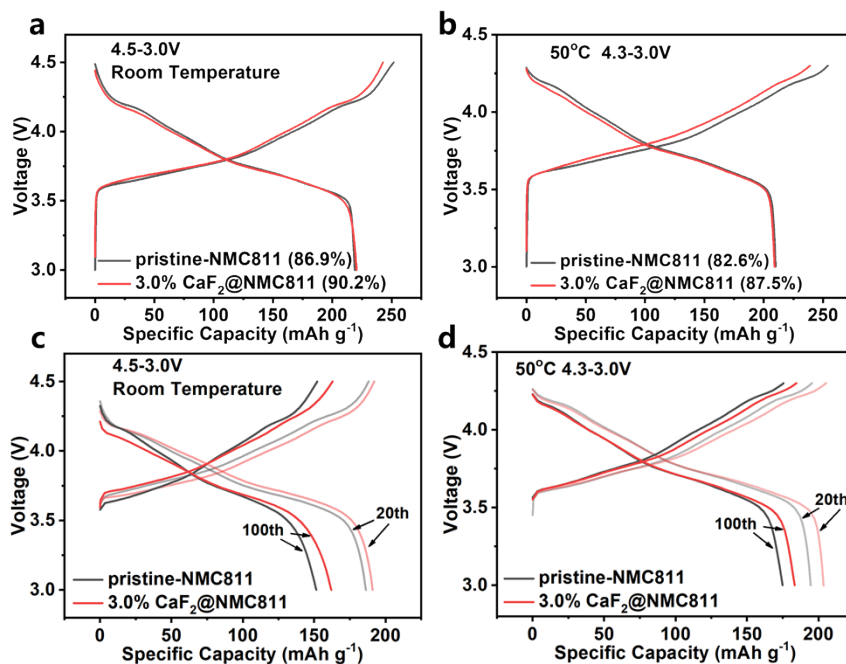 a
4.5-3.0V
Room Temperature
4.5
4.0
3.5
3.0
Voltage (V)
pristine-NMC811 (86.9%)
3.0% CaF₂@NMC811 (90.2%)
0 50 100 150 200 250
Specific Capacity (mAh g⁻¹)
b
50°C 4.3-3.0V
4.5
4.0
3.5
3.0
Voltage (V)
pristine-NMC811 (82.6%)
3.0% CaF₂@NMC811 (87.5%)
0 50 100 150 200 250
Specific Capacity (mAh g⁻¹)
c
4.5-3.0V
Room Temperature
4.5
4.0
3.5
3.0
Voltage (V)
20th
100th
pristine-NMC811
3.0% CaF₂@NMC811
0 50 100 150 200
Specific Capacity (mAh g⁻¹)
d
50°C 4.3-3.0V
4.5
4.0
3.5
3.0
Voltage (V)
20th
100th
pristine-NMC811
3.0% CaF₂@NMC811
0 50 100 150 200
Specific Capacity (mAh g⁻¹)